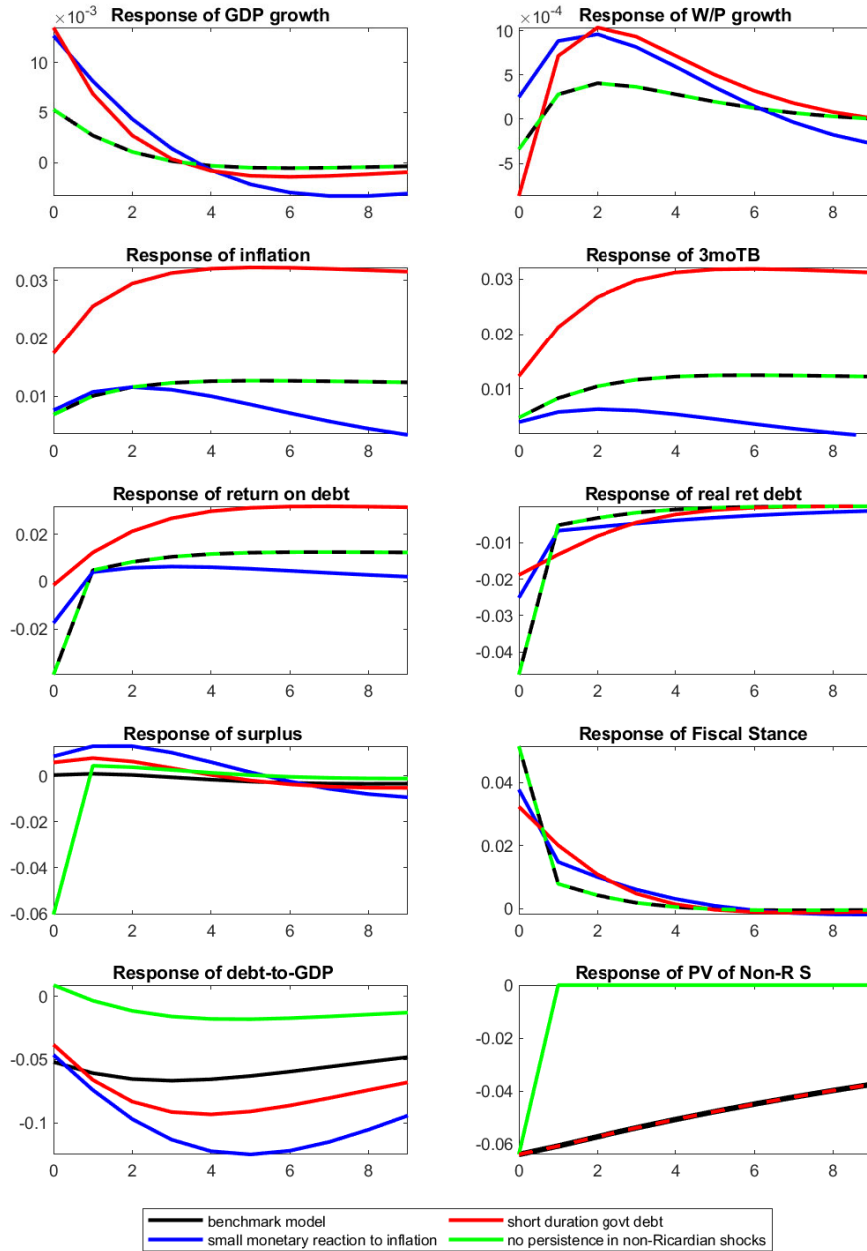 Response of GDP growth
×10⁻³
10
5
0
0 2 4 6 8
Response of W/P growth
×10⁻⁴
10
5
0
-5
0 2 4 6 8
Response of inflation
0.03
0.02
0.01
0 2 4 6 8
Response of 3moTB
0.03
0.02
0.01
0 2 4 6 8
Response of return on debt
0.02
0
-0.02
0 2 4 6 8
Response of real ret debt
-0.01
-0.02
-0.03
-0.04
0 2 4 6 8
Response of surplus
0
-0.02
-0.04
-0.06
0 2 4 6 8
Response of Fiscal Stance
0.04
0.02
0
0 2 4 6 8
Response of debt-to-GDP
0
-0.05
-0.1
0 2 4 6 8
Response of PV of Non-R S
0
-0.02
-0.04
-0.06
0 2 4 6 8
benchmark model
small monetary reaction to inflation
short duration govt debt
no persistence in non-Ricardian shocks